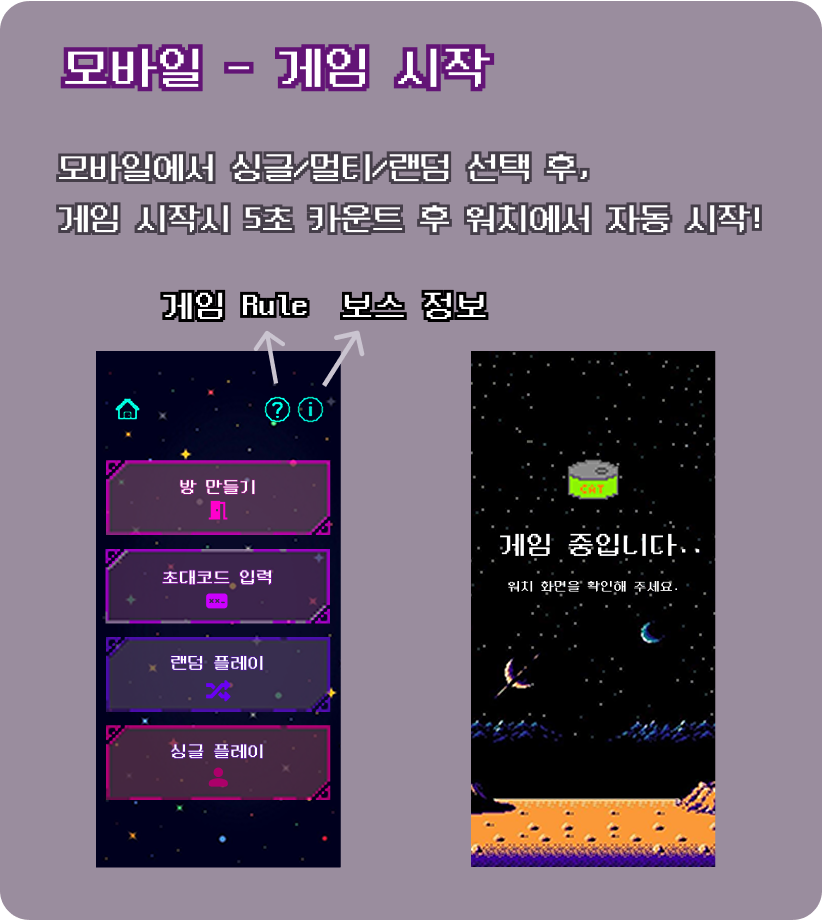 모바일 - 게임 시작
모바일에서 싱글/멀티/랜덤 선택 후,
게임 시작시 5초 카운트 후 워치에서 자동 시작!
게임 Rule 보스 정보
? i
방 만들기
초대코드 입력
랜덤 플레이
싱글 플레이
CAT
게임 중입니다..
워치 화면을 확인해 주세요.